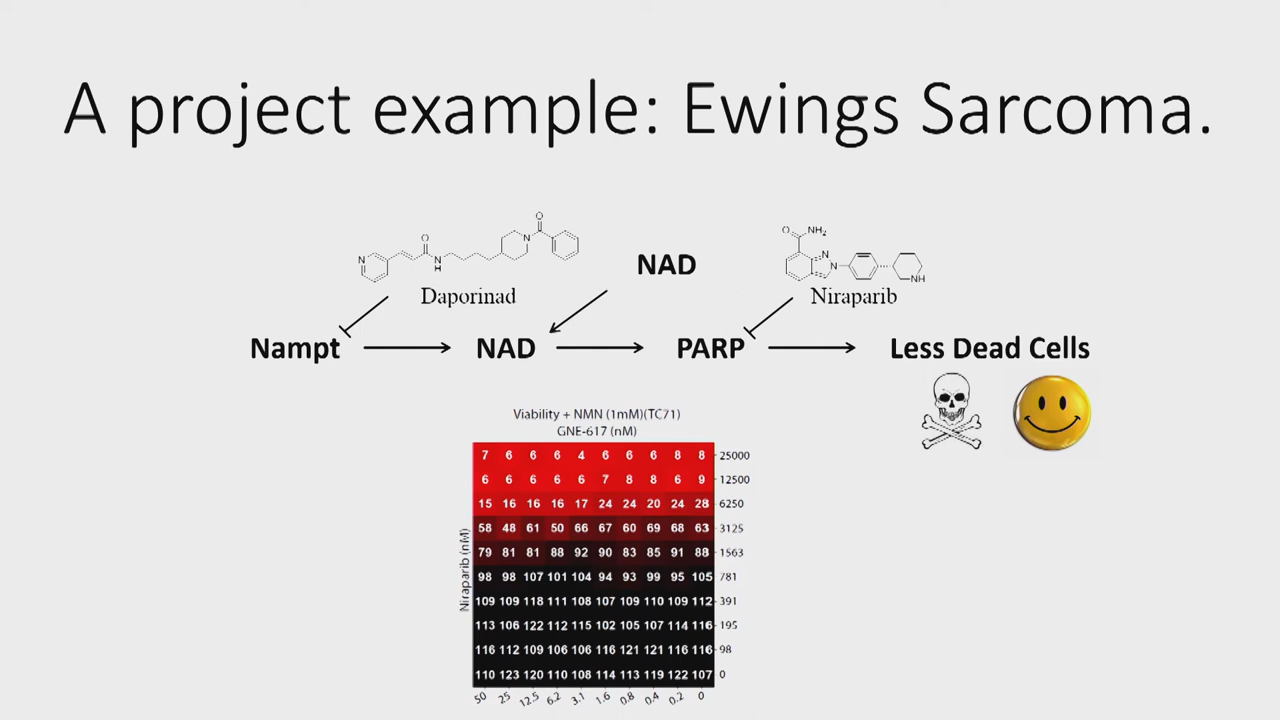 A project example: Ewings Sarcoma.
O
N
O
N
H
NAD
O
NH₂
N
N
NH
N
Daporinad
Niraparib
Nampt
NAD
PARP
Less Dead Cells
Viability + NMN (1mM)(TC71)
GNE-617 (nM)
Niraparib (nM)
7 6 6 6 4 6 6 6 8 8 25000
6 6 6 6 6 7 8 8 6 9 12500
15 16 16 16 17 24 24 20 24 28 6250
58 48 61 50 66 67 60 69 68 63 3125
79 81 81 88 92 90 83 85 91 88 1563
98 98 107 101 104 94 93 99 95 105 781
109 109 118 111 108 107 109 110 109 112 391
113 106 122 112 115 102 105 107 114 116 195
116 112 109 106 106 116 121 121 116 116 98
110 123 120 110 108 114 113 119 122 107 0
50 25 12.5 6.2 3.1 1.6 0.8 0.4 0.2 0